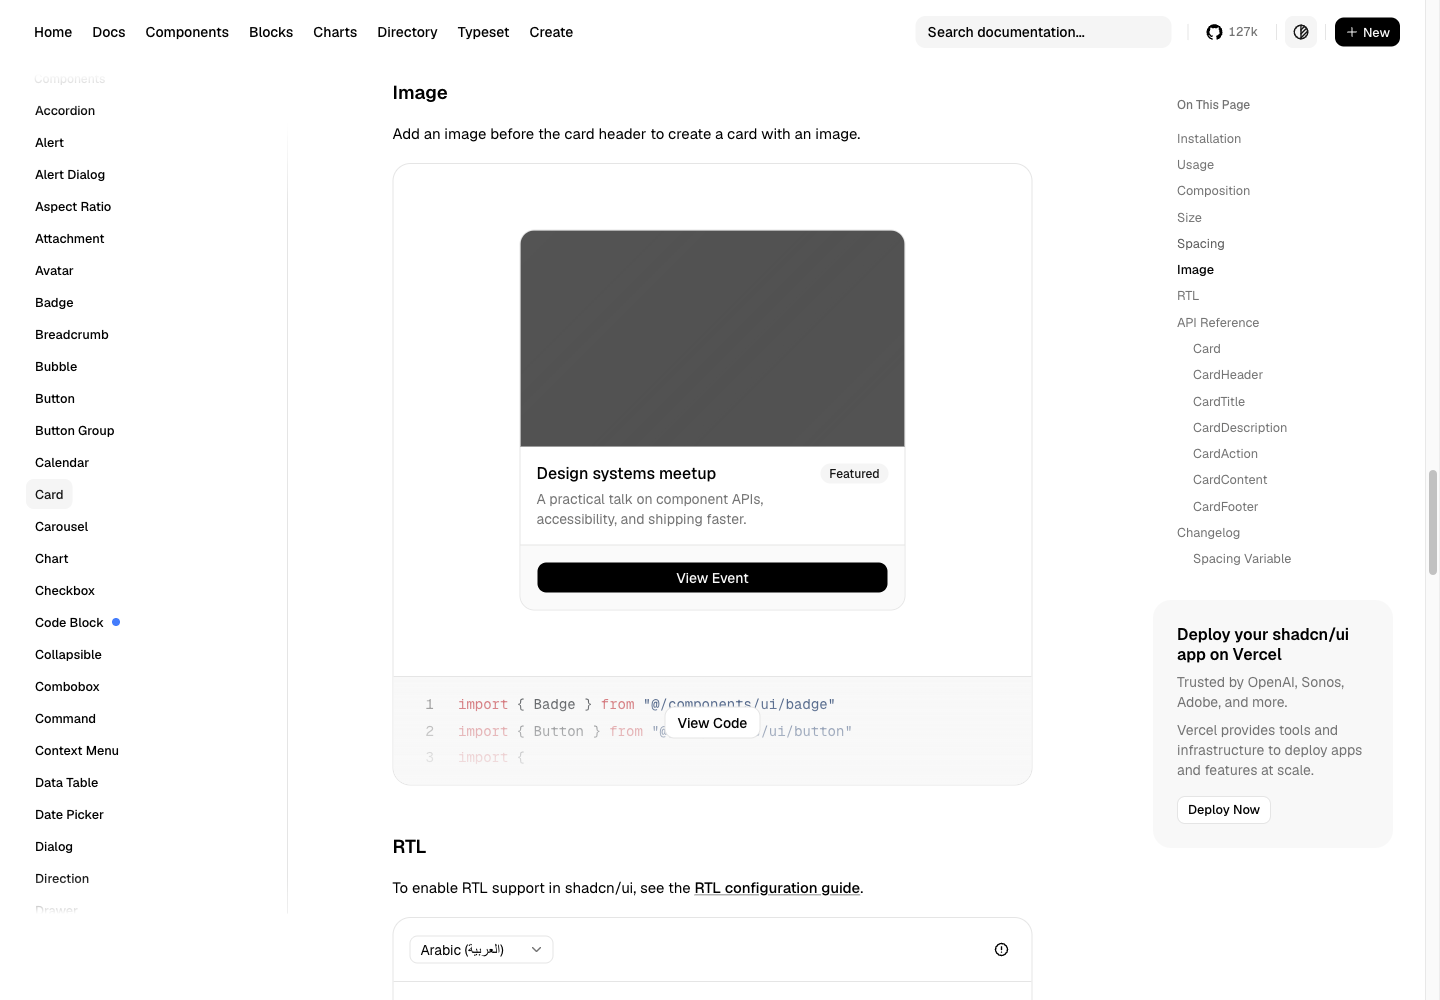 Home Docs Components Blocks Charts Directory Typeset Create
Search documentation...
127k
New
Components
Accordion
Alert
Alert Dialog
Aspect Ratio
Attachment
Avatar
Badge
Breadcrumb
Bubble
Button
Button Group
Calendar
Card
Carousel
Chart
Checkbox
Code Block
Collapsible
Combobox
Command
Context Menu
Data Table
Date Picker
Dialog
Direction
Drawer
Image
Add an image before the card header to create a card with an image.
Design systems meetup
Featured
A practical talk on component APIs,
accessibility, and shipping faster.
View Event
1 import { Badge } from "@/components/ui/badge"
2 import { Button } from "@ /ui/button"
3 import {
View Code
RTL
To enable RTL support in shadcn/ui, see the RTL configuration guide.
Arabic (العربية)
On This Page
Installation
Usage
Composition
Size
Spacing
Image
RTL
API Reference
Card
CardHeader
CardTitle
CardDescription
CardAction
CardContent
CardFooter
Changelog
Spacing Variable
Deploy your shadcn/ui
app on Vercel
Trusted by OpenAI, Sonos,
Adobe, and more.
Vercel provides tools and
infrastructure to deploy apps
and features at scale.
Deploy Now